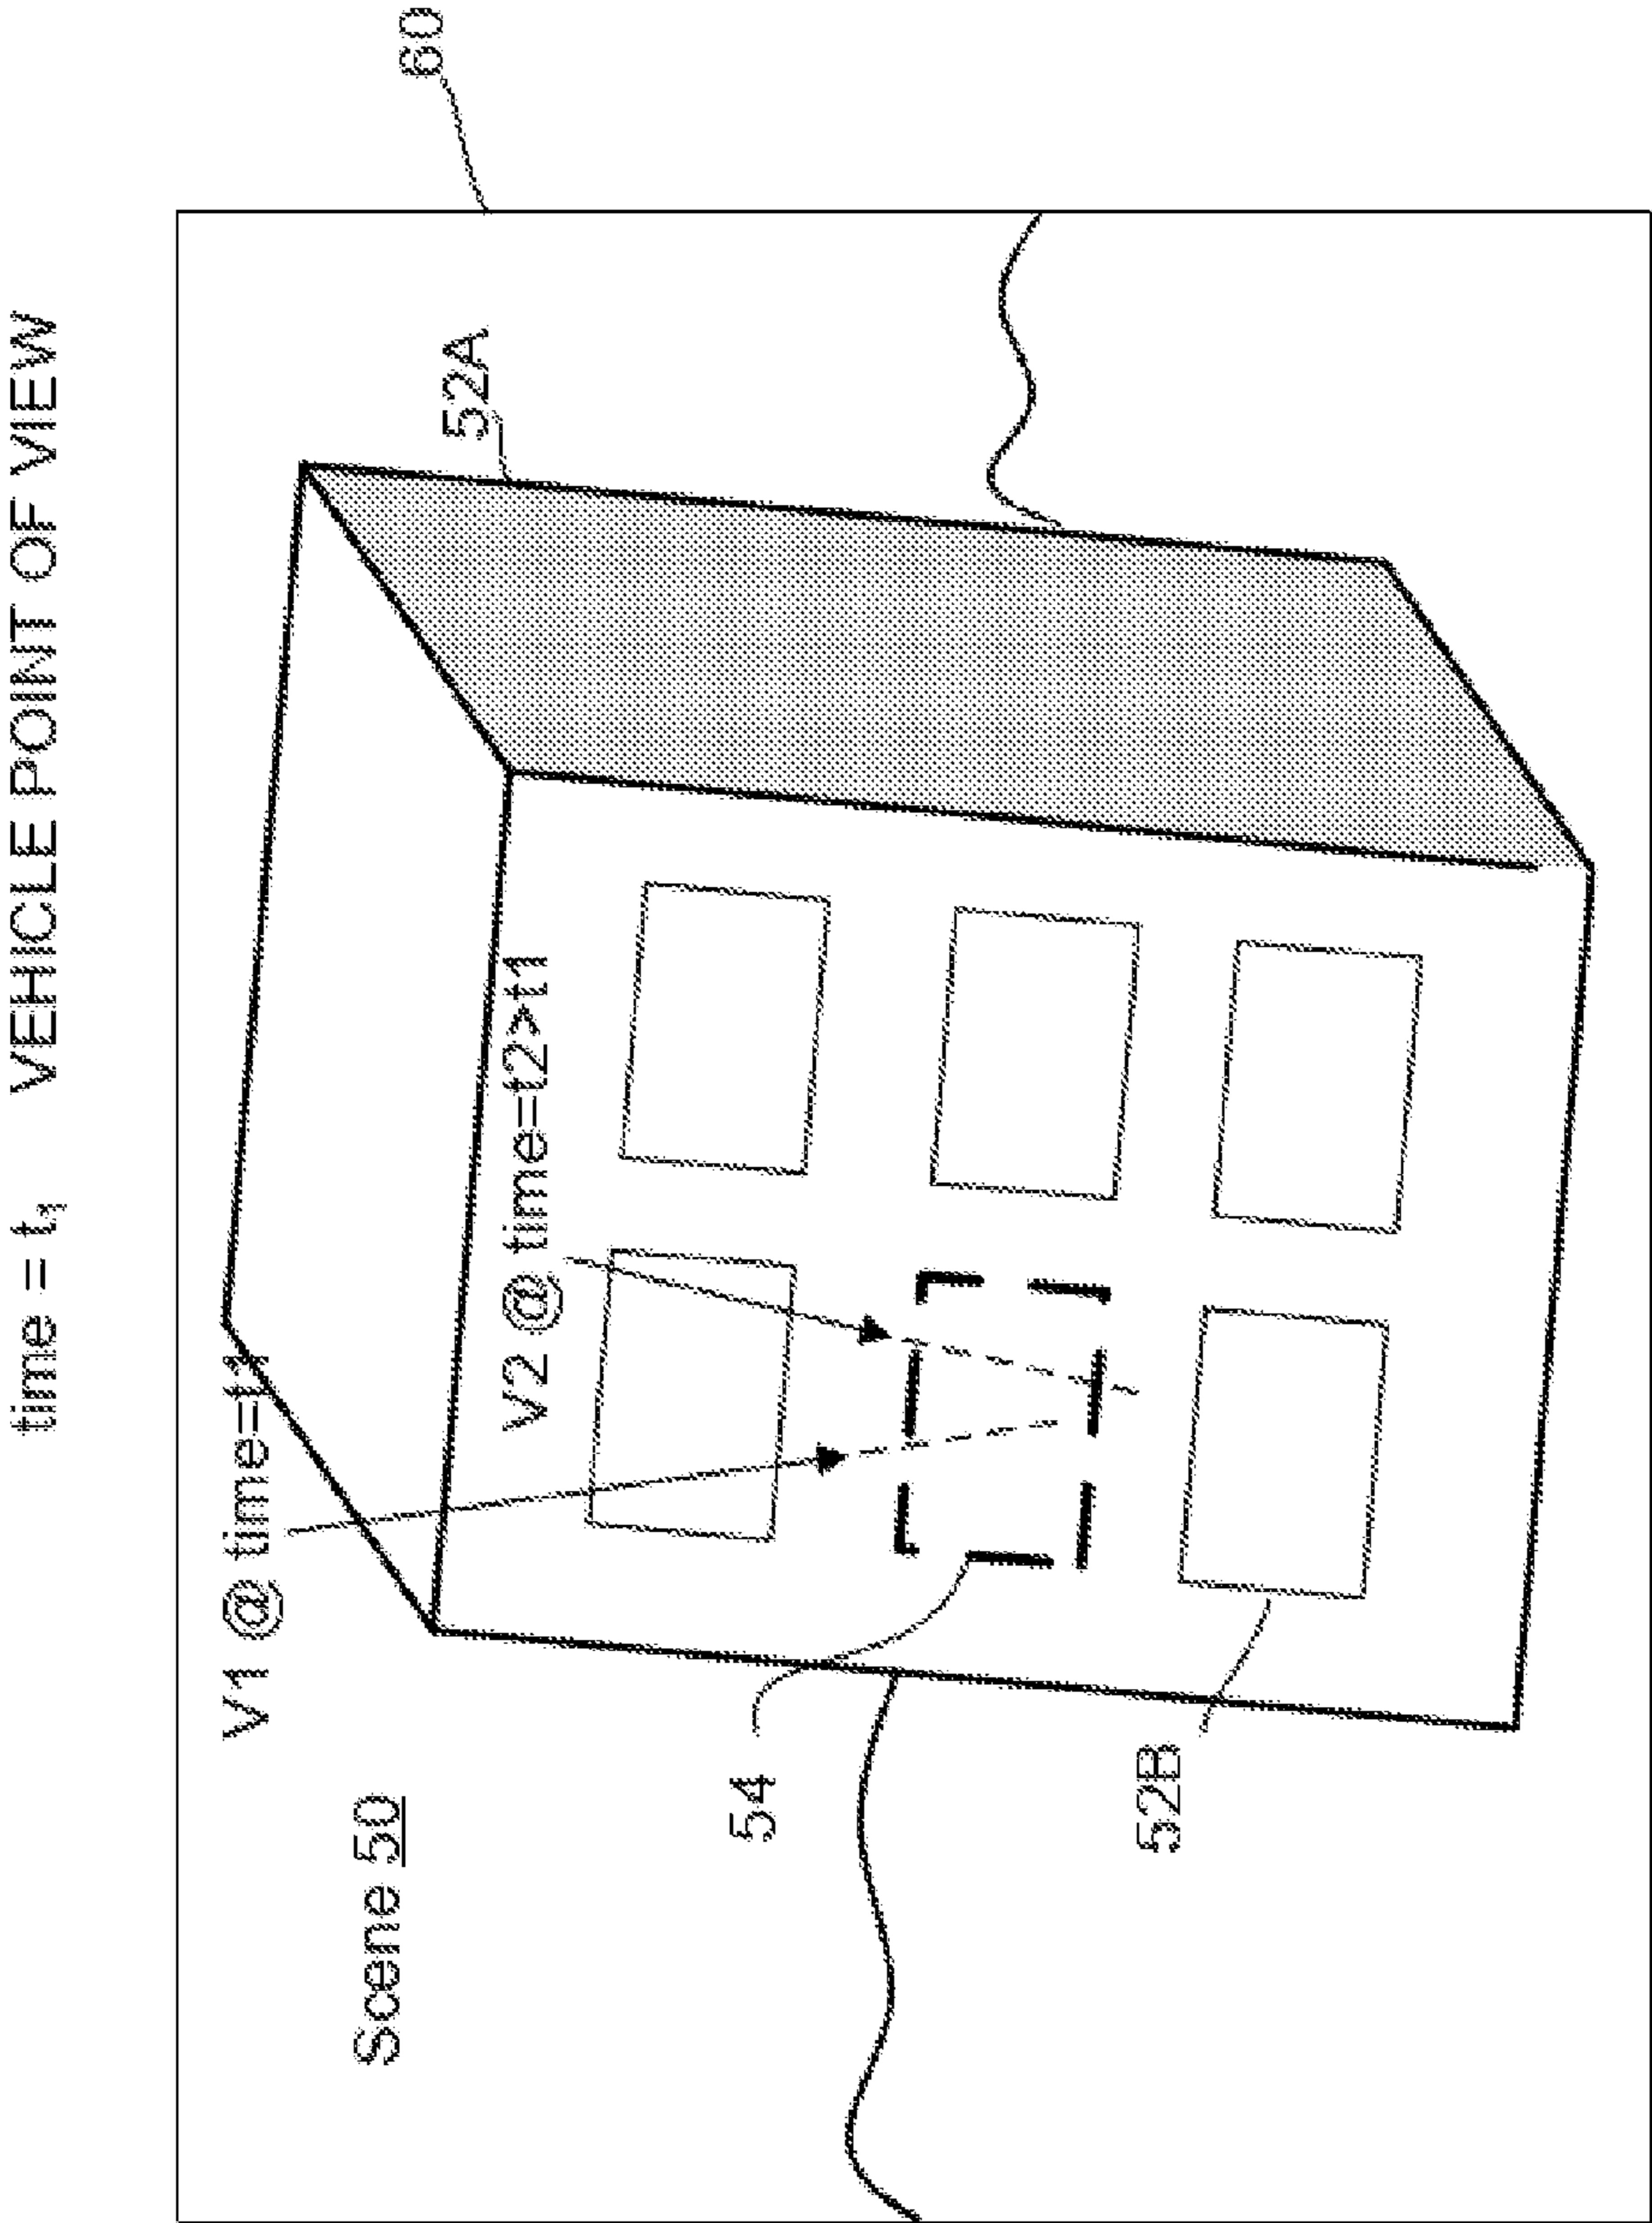 time = t₁ VEHICLE POINT OF VIEW
60
V1 @ time=t1
Scene 50
52A
V2 @ time=t2>t1
54
52B